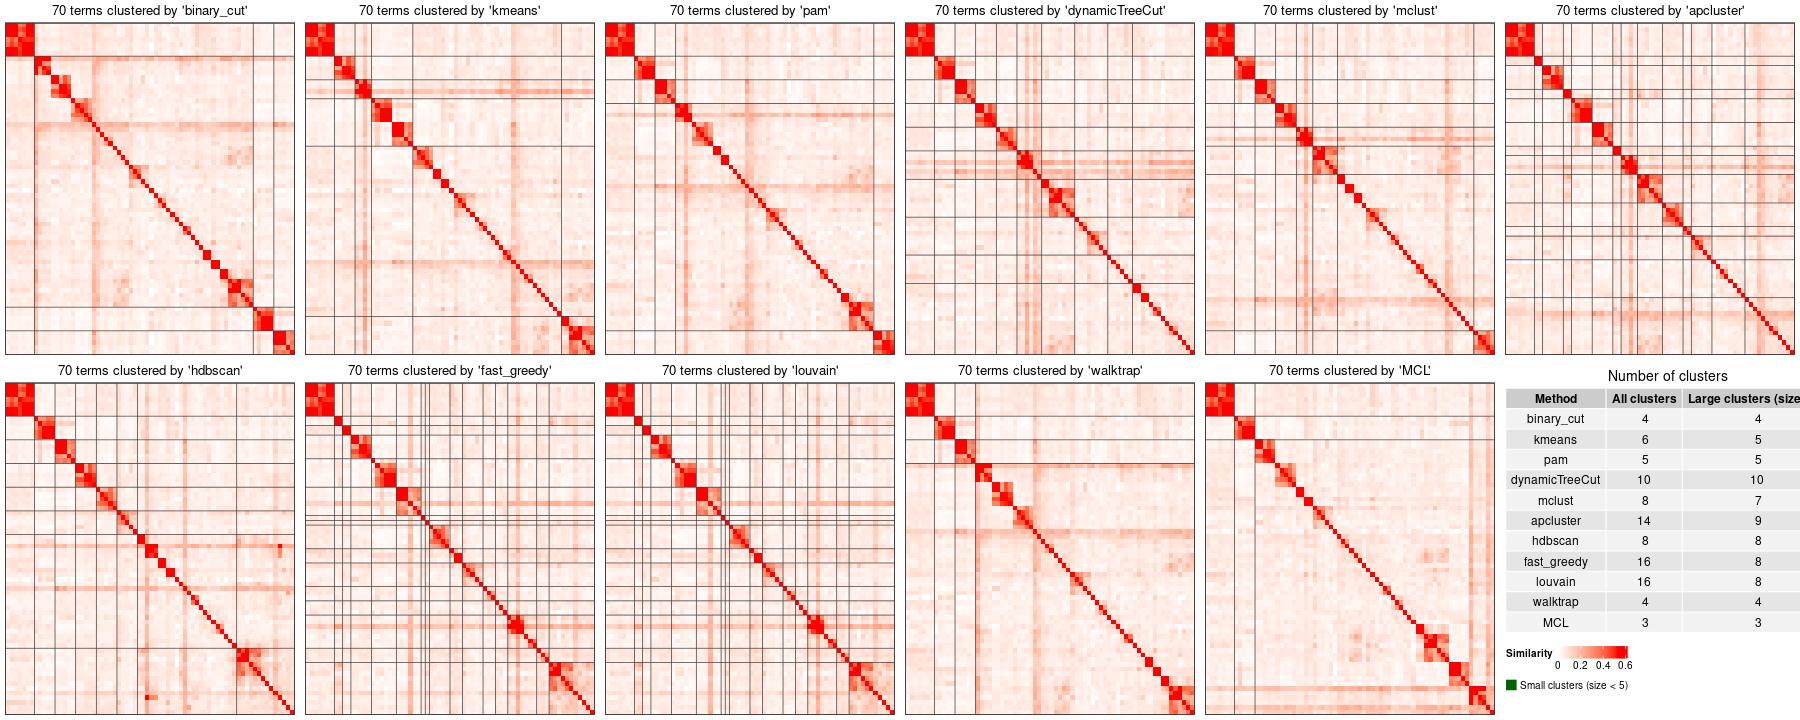 70 terms clustered by 'binary_cut'
70 terms clustered by 'kmeans'
70 terms clustered by 'pam'
70 terms clustered by 'dynamicTreeCut'
70 terms clustered by 'mclust'
70 terms clustered by 'apcluster'
70 terms clustered by 'hdbscan'
70 terms clustered by 'fast_greedy'
70 terms clustered by 'louvain'
70 terms clustered by 'walktrap'
70 terms clustered by 'MCL'
Number of clusters
Method All clusters Large clusters (size
binary_cut 4 4
kmeans 6 5
pam 5 5
dynamicTreeCut 10 10
mclust 8 7
apcluster 14 9
hdbscan 8 8
fast_greedy 16 8
louvain 16 8
walktrap 4 4
MCL 3 3
Similarity
0 0.2 0.4 0.6
Small clusters (size < 5)